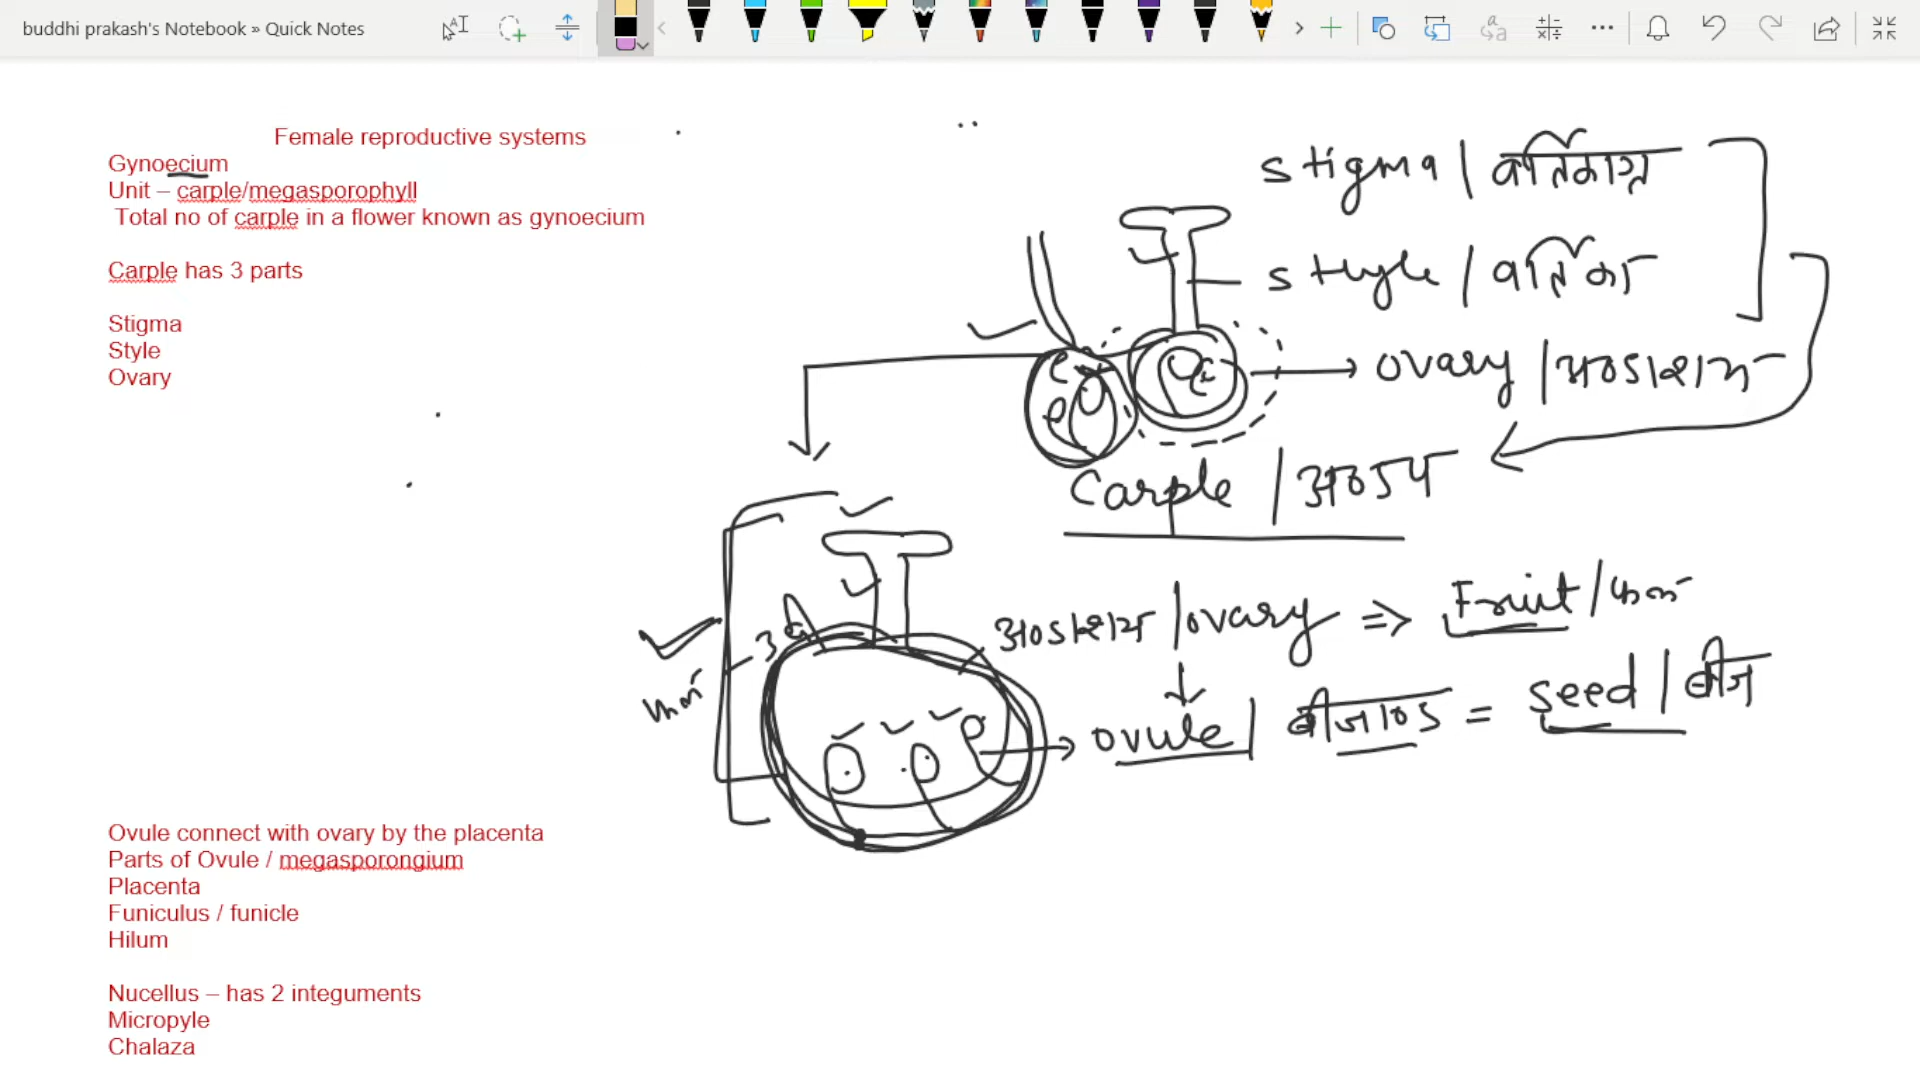 buddhi prakash's Notebook » Quick Notes
Female reproductive systems
Gynoecium
Unit – carple/megasporophyll
Total no of carple in a flower known as gynoecium
Carple has 3 parts
Stigma
Style
Ovary
stigma | वर्तिकाग्र
style | वर्तिका
ovary | अण्डाशय
Carple | अण्डप
अण्डाशय | ovary ⇒ Fruit / फल
फल
ovule | बीजाण्ड = seed | बीज
Ovule connect with ovary by the placenta
Parts of Ovule / megasporongium
Placenta
Funiculus / funicle
Hilum
Nucellus – has 2 integuments
Micropyle
Chalaza